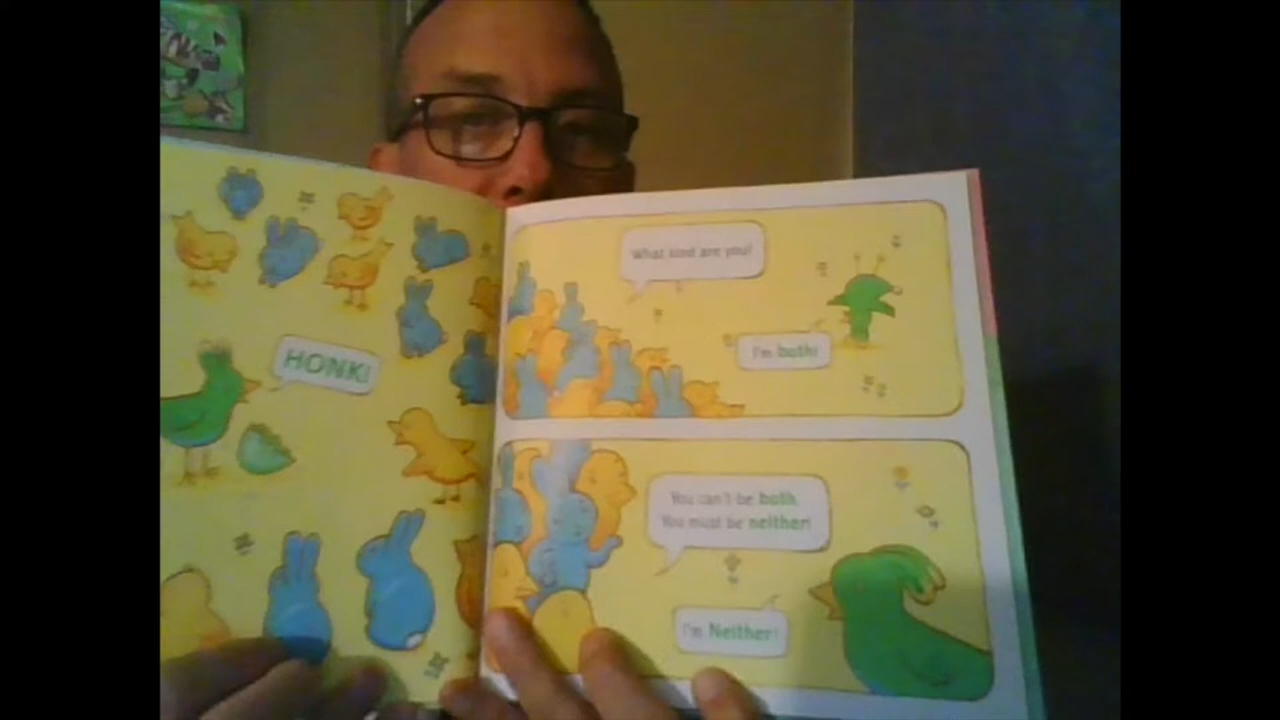 HONK!
What kind are you?
I'm both!
You can't be both.
You must be neither!
I'm Neither!